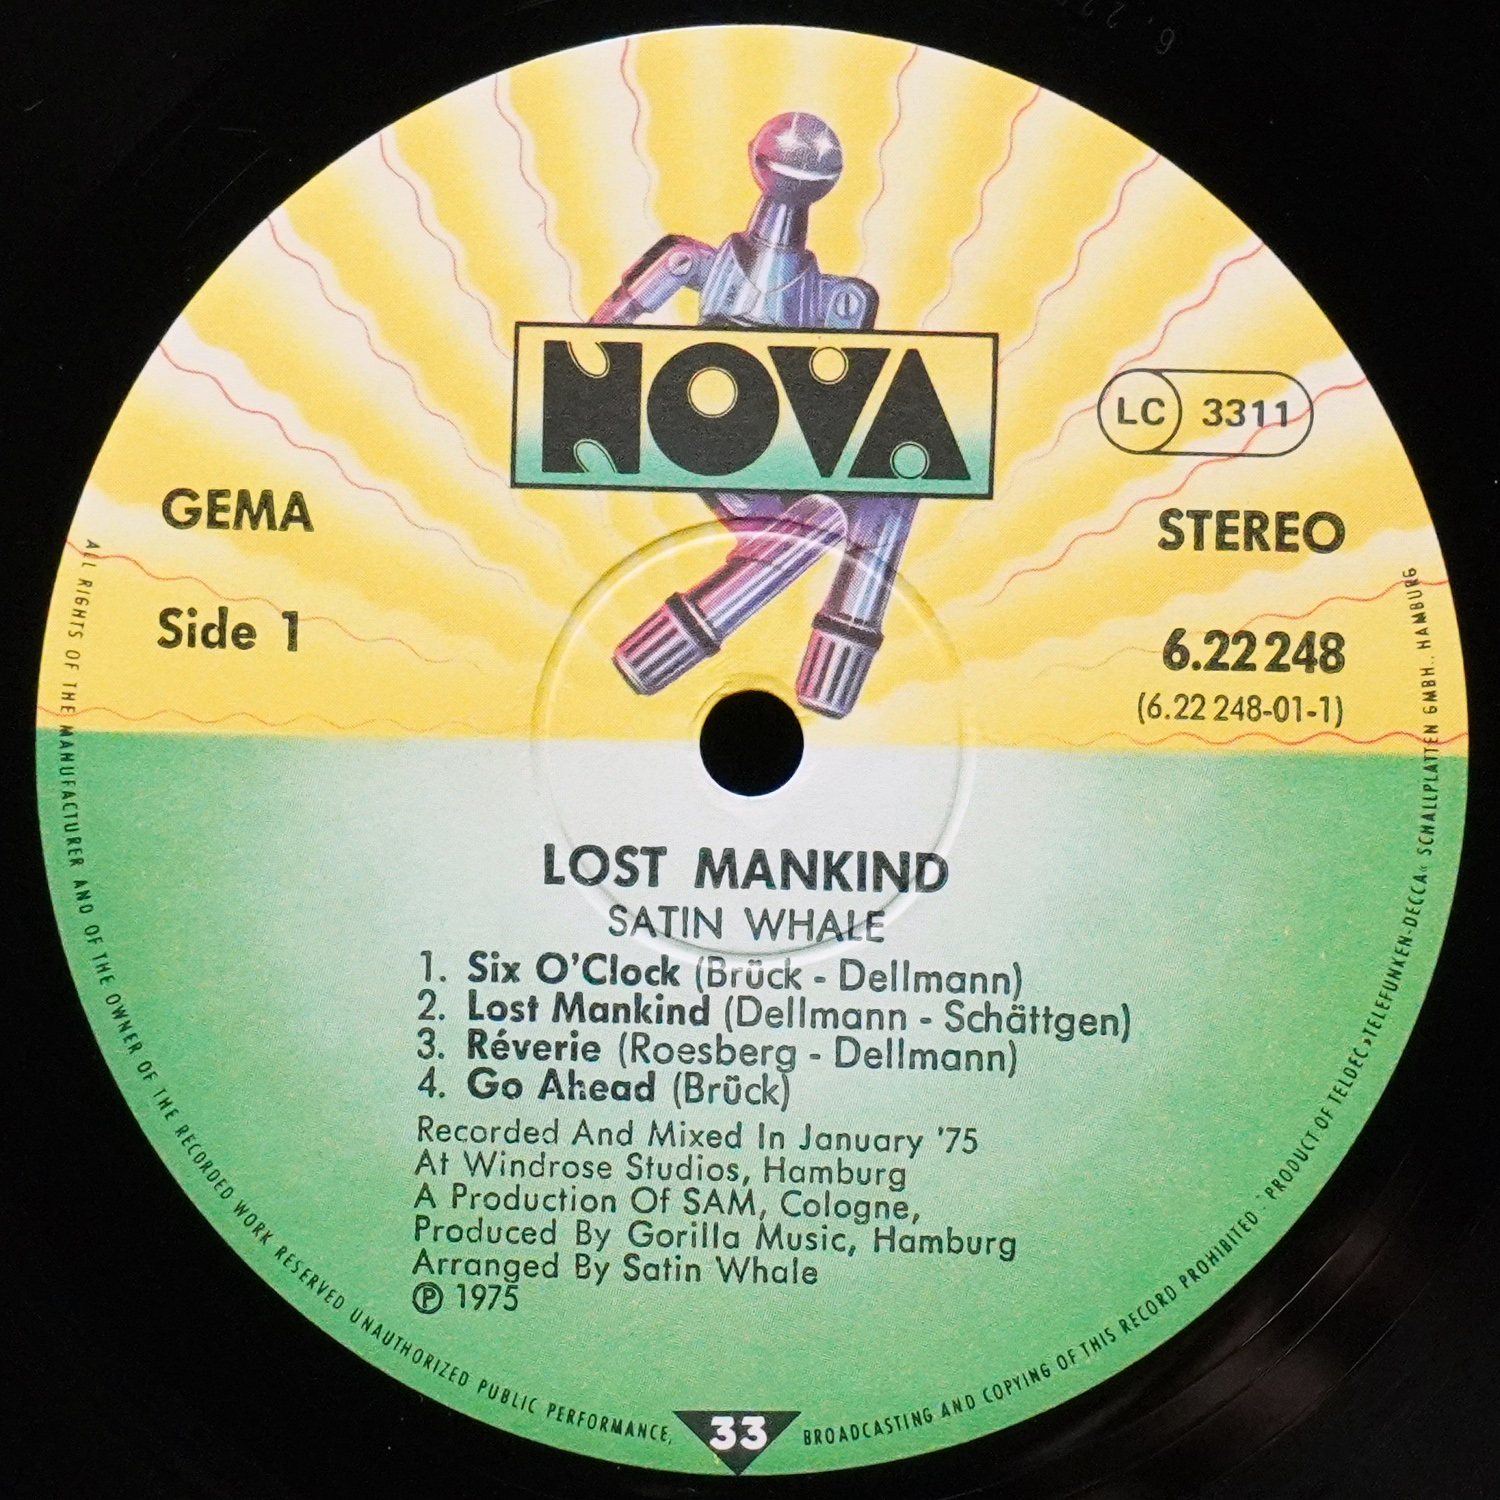 NOVA
LC 3311
GEMA
STEREO
Side 1
6.22 248
(6.22 248-01-1)
LOST MANKIND
SATIN WHALE
1. Six O'Clock (Brück - Dellmann)
2. Lost Mankind (Dellmann - Schättgen)
3. Réverie (Roesberg - Dellmann)
4. Go Ahead (Brück)
Recorded And Mixed In January '75
At Windrose Studios, Hamburg
A Production Of SAM, Cologne,
Produced By Gorilla Music, Hamburg
Arranged By Satin Whale
Ⓟ 1975
ALL RIGHTS OF THE MANUFACTURER AND OF THE OWNER OF THE RECORDED WORK RESERVED UNAUTHORIZED PUBLIC PERFORMANCE, BROADCASTING AND COPYING OF THIS RECORD PROHIBITED · PRODUCT OF TELDEC »TELEFUNKEN-DECCA« SCHALLPLATTEN GMBH., HAMBURG
33